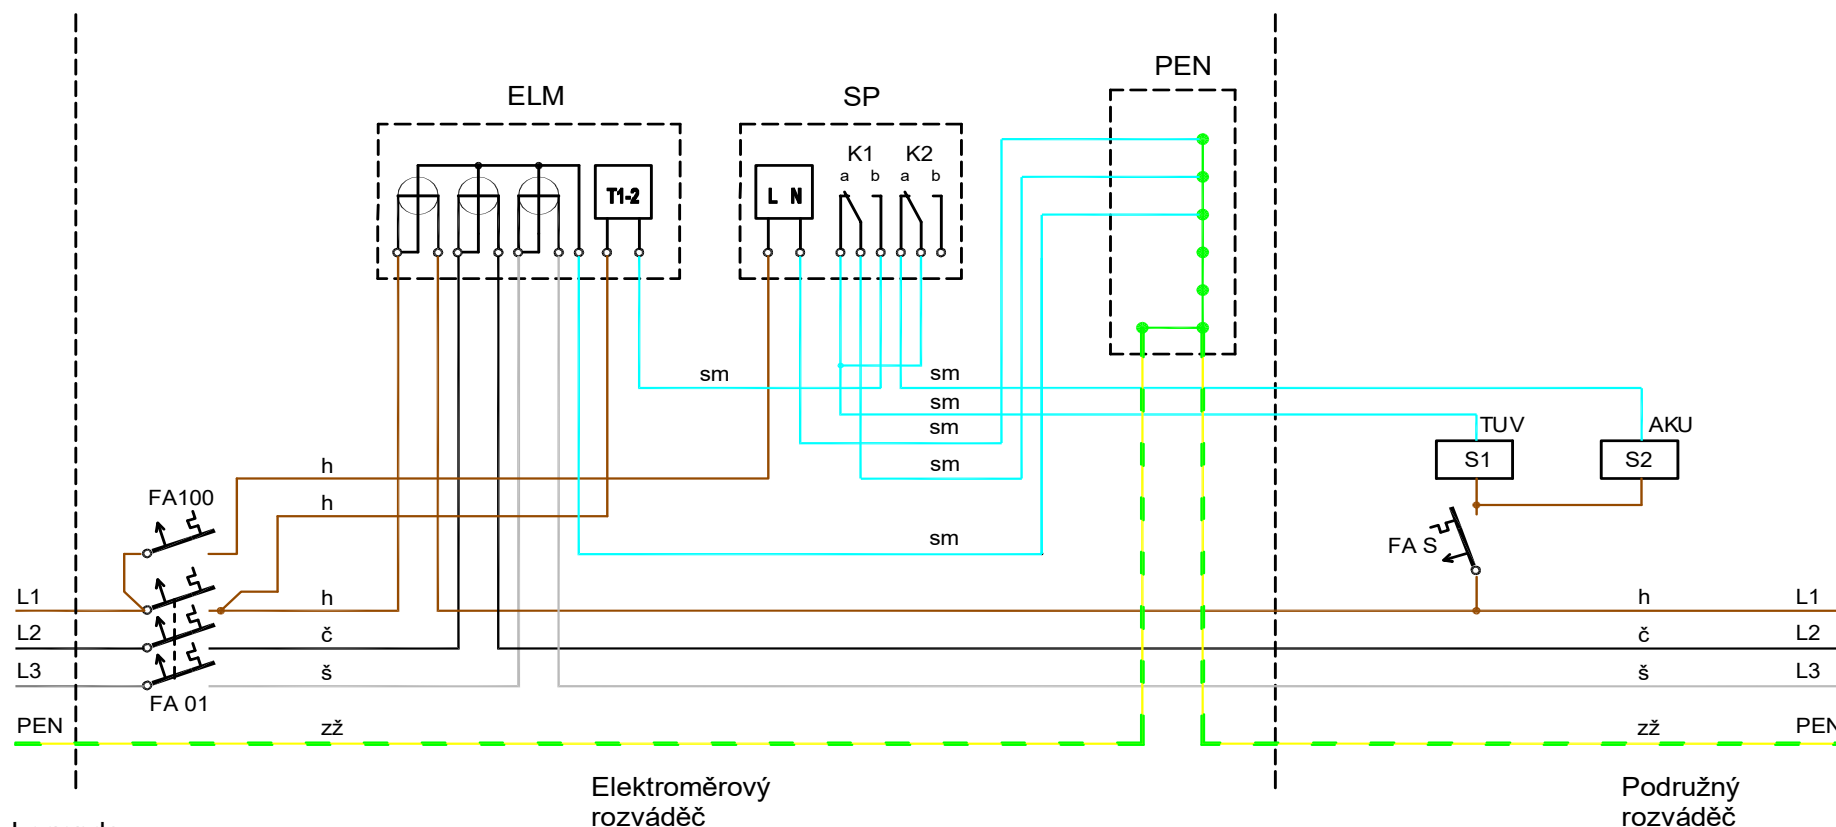 PEN
ELM
SP
K1 K2
a b a b
T1-2
L N
sm
sm
sm
sm
sm
sm
TUV
AKU
S1
S2
h
FA100
h
FA S
L1
h
h
L1
L2
č
č
L2
L3
š
š
L3
FA 01
PEN
zž
zž
PEN
Elektroměrový
rozváděč
Podružný
rozváděč